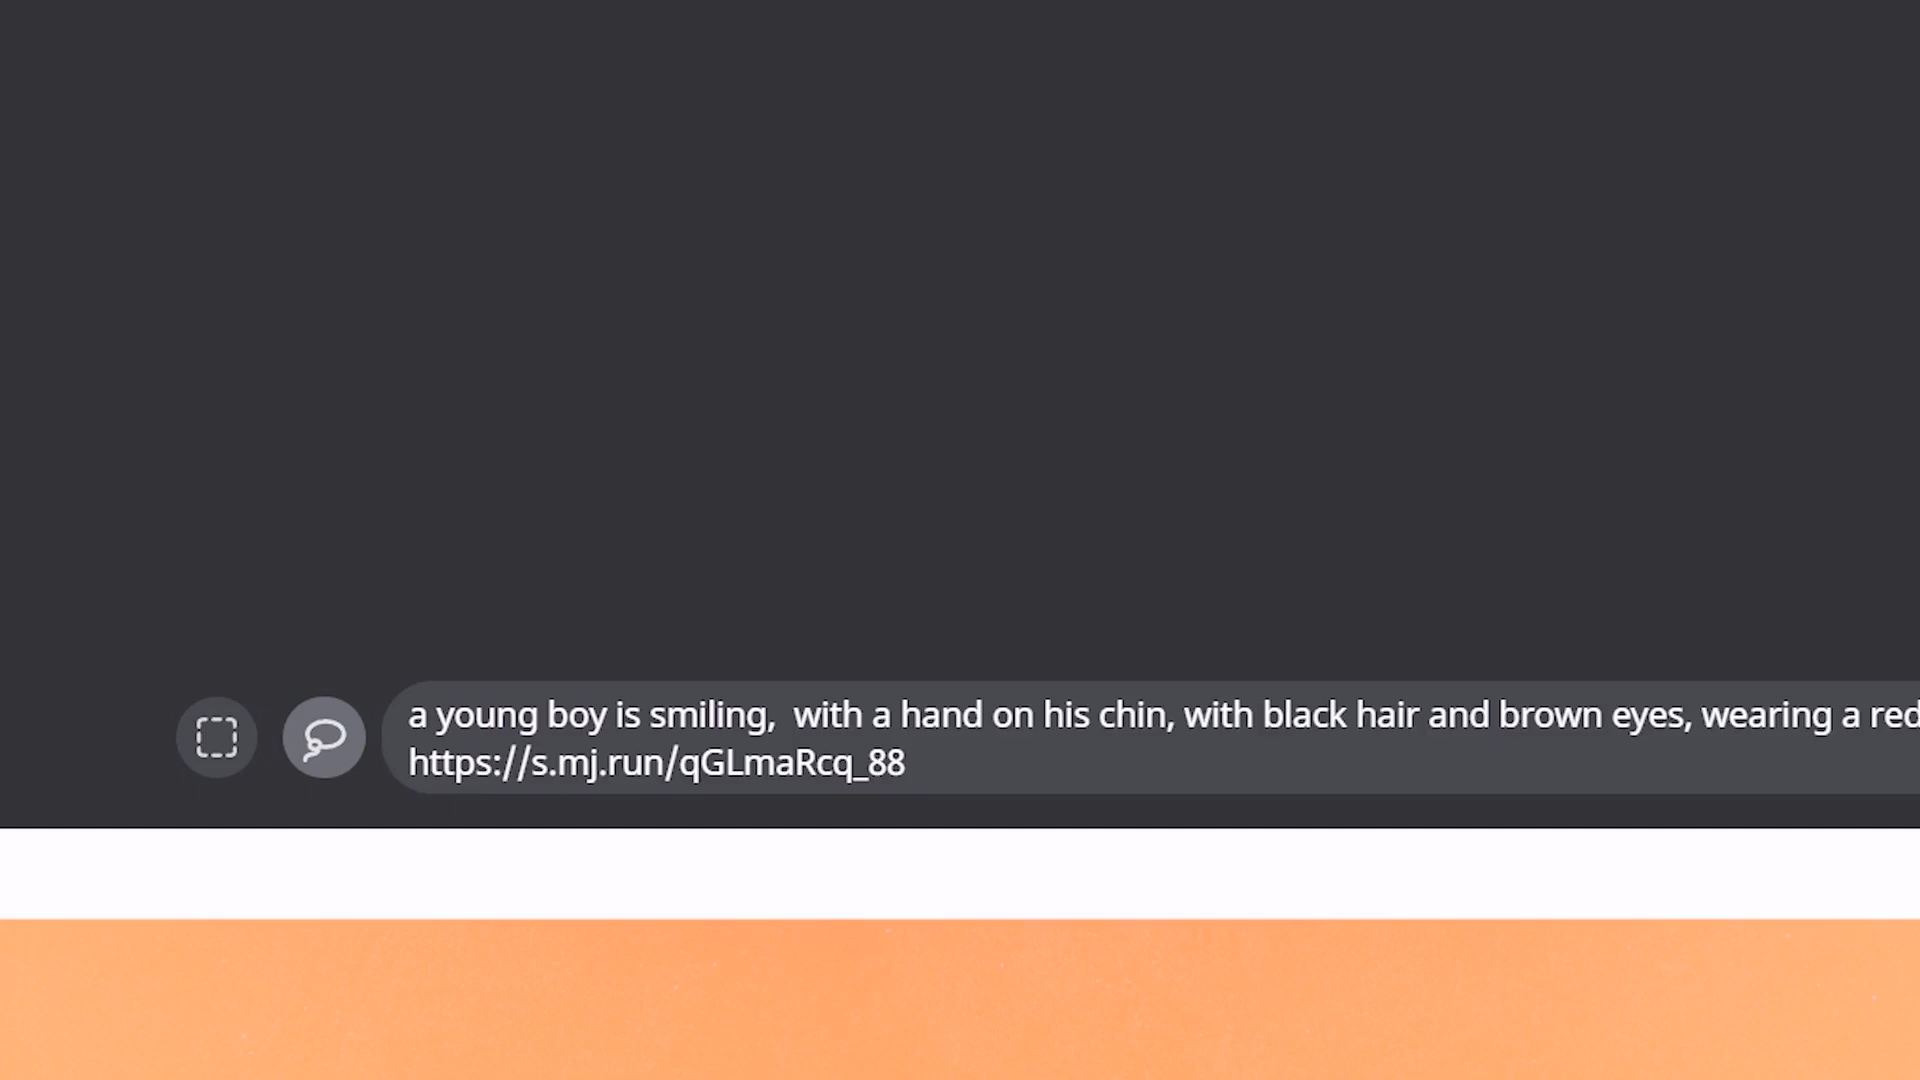 a young boy is smiling,  with a hand on his chin, with black hair and brown eyes, wearing a red
https://s.mj.run/qGLmaRcq_88